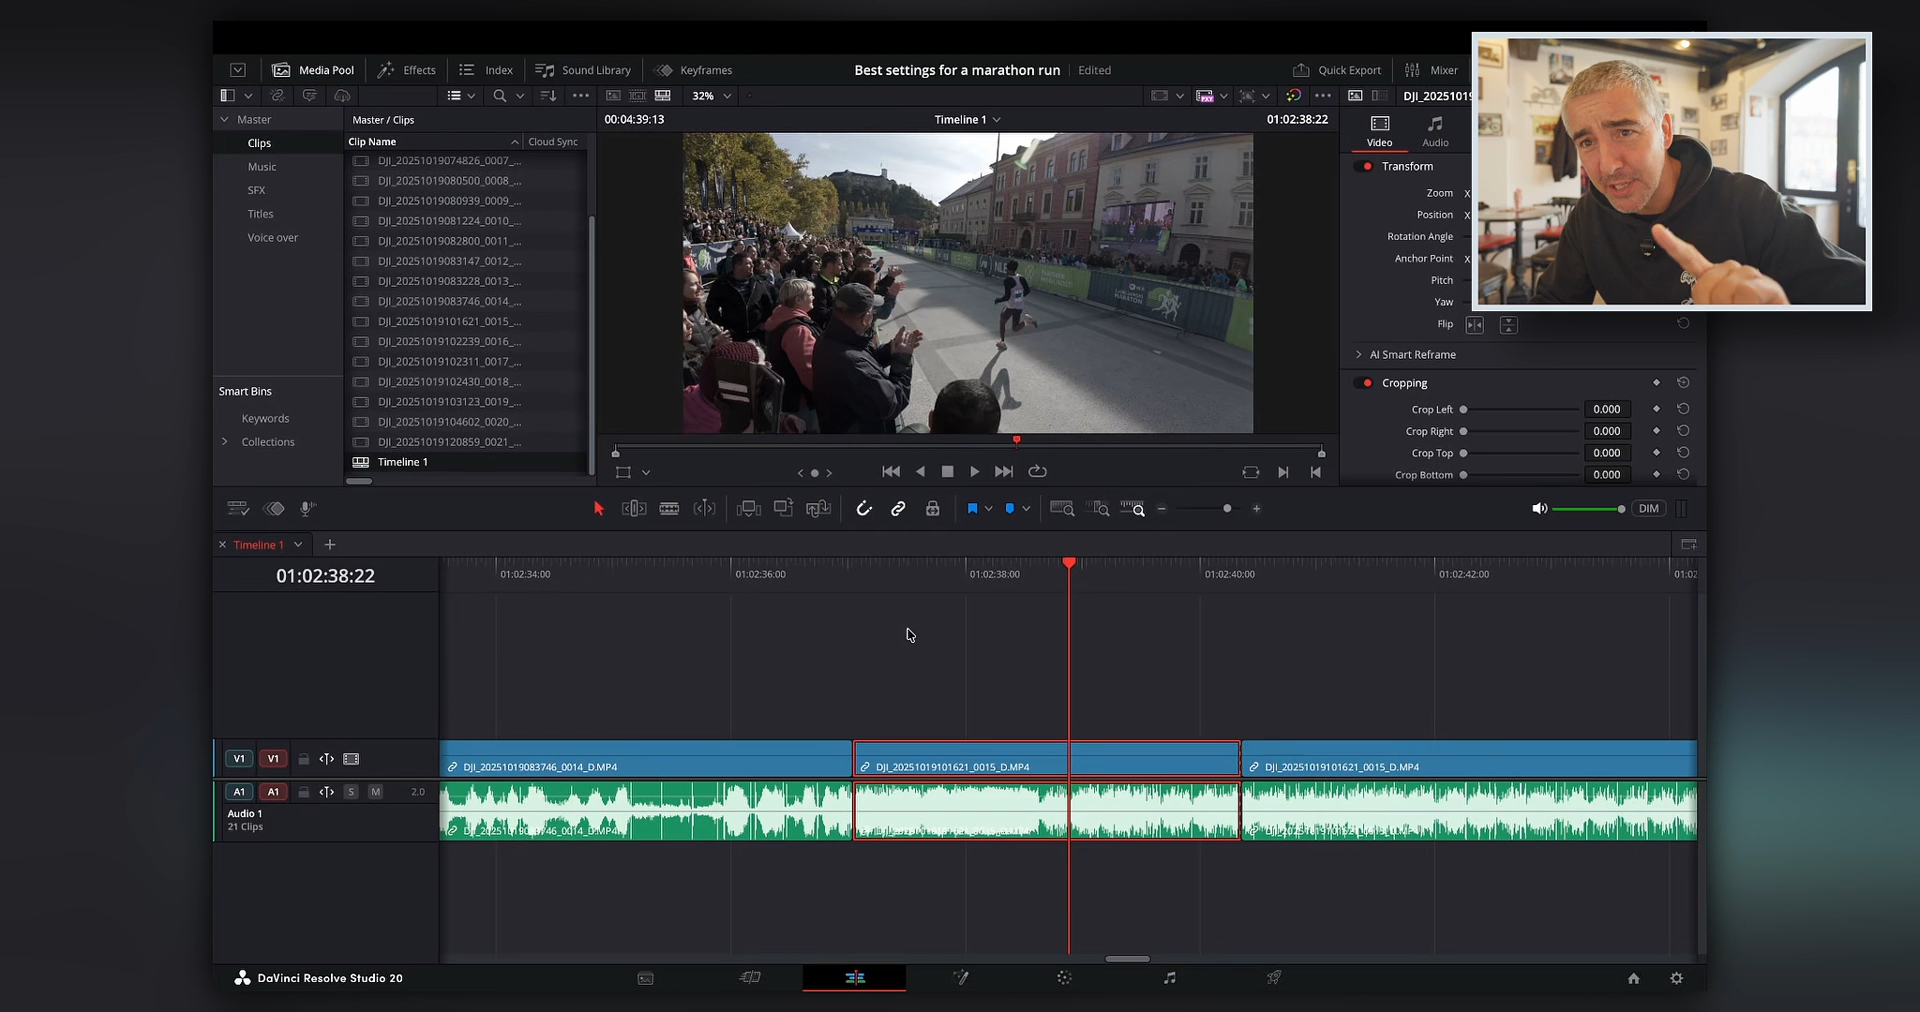 Media Pool Effects Index Sound Library Keyframes Best settings for a marathon run Edited Quick Export Mixer
32% DJI_2025101
Master Master / Clips 00:04:39:13 Timeline 1 01:02:38:22
Clip Name Cloud Sync
Clips
Music
SFX
Titles
Voice over
DJI_20251019074826_0007_...
DJI_20251019080500_0008_...
DJI_20251019080939_0009_...
DJI_20251019081224_0010_...
DJI_20251019082800_0011_...
DJI_20251019083147_0012_...
DJI_20251019083228_0013_...
DJI_20251019083746_0014_...
DJI_20251019101621_0015_...
DJI_20251019102239_0016_...
DJI_20251019102311_0017_...
DJI_20251019102430_0018_...
DJI_20251019103123_0019_...
DJI_20251019104602_0020_...
DJI_20251019120859_0021_...
Timeline 1
Smart Bins
Keywords
Collections
Video Audio
Transform
Zoom X
Position X
Rotation Angle
Anchor Point X
Pitch
Yaw
Flip
AI Smart Reframe
Cropping
Crop Left 0.000
Crop Right 0.000
Crop Top 0.000
Crop Bottom 0.000
DIM
Timeline 1
01:02:38:22
01:02:34:00 01:02:36:00 01:02:38:00 01:02:40:00 01:02:42:00 01:02
V1 V1
DJI_20251019083746_0014_D.MP4 DJI_20251019101621_0015_D.MP4 DJI_20251019101621_0015_D.MP4
A1 A1 S M 2.0
Audio 1
21 Clips
DaVinci Resolve Studio 20